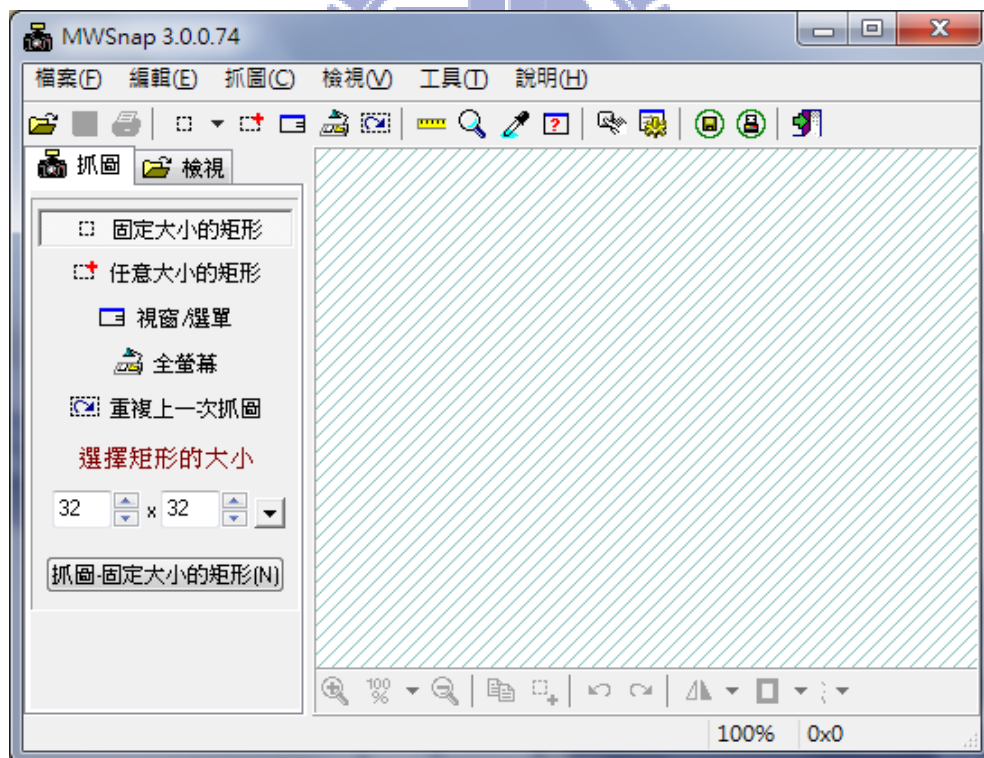 MWSnap 3.0.0.74
檔案(F) 編輯(E) 抓圖(C) 檢視(V) 工具(T) 說明(H)
抓圖 檢視
固定大小的矩形
任意大小的矩形
視窗/選單
全螢幕
重複上一次抓圖
選擇矩形的大小
32 x 32
抓圖-固定大小的矩形(N)
100 %
100% 0x0